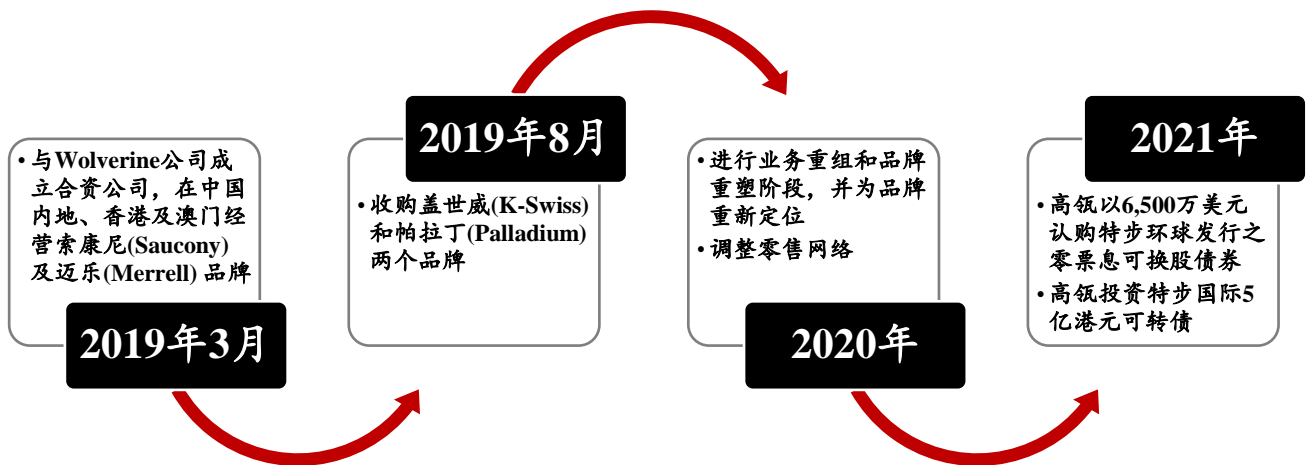 • 与Wolverine公司成
立合资公司，在中国
内地、香港及澳门经
营索康尼(Saucony)
及迈乐(Merrell) 品牌
2019年3月
2019年8月
• 收购盖世威(K-Swiss)
和帕拉丁(Palladium)
两个品牌
• 进行业务重组和品牌
重塑阶段，并为品牌
重新定位
• 调整零售网络
2020年
2021年
• 高瓴以6,500万美元
认购特步环球发行之
零票息可换股债券
• 高瓴投资特步国际5
亿港元可转债